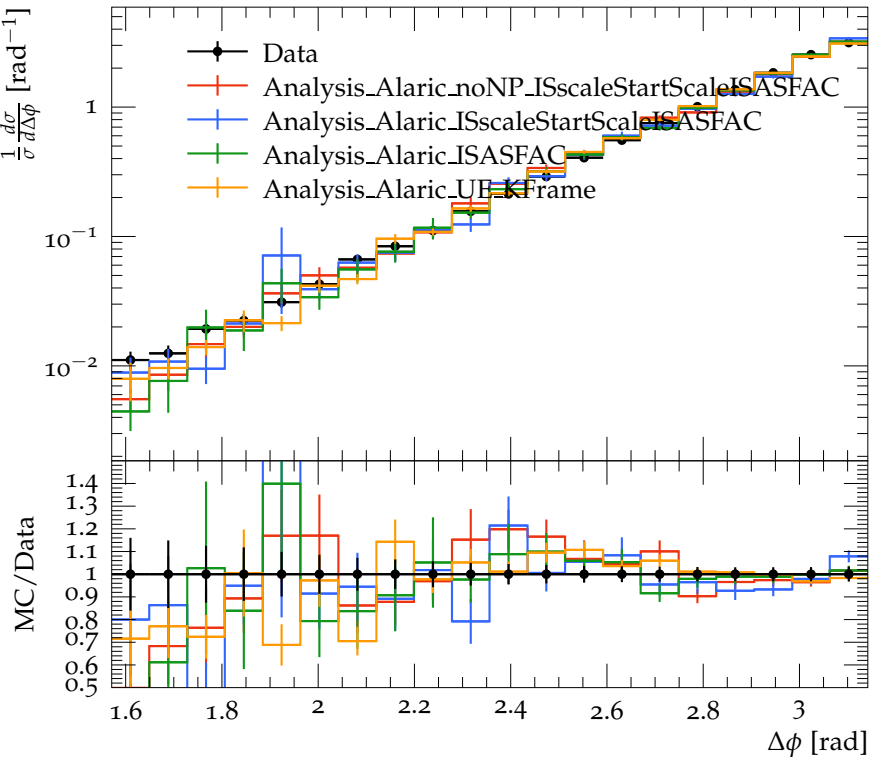 1/σ dσ/dΔϕ [rad⁻¹]
Data
Analysis_Alaric_noNP_ISscaleStartScaleISASFAC
Analysis_Alaric_ISscaleStartScaleISASFAC
Analysis_Alaric_ISASFAC
Analysis_Alaric_UE_KFrame
1
10⁻¹
10⁻²
MC/Data
1.4
1.3
1.2
1.1
1
0.9
0.8
0.7
0.6
0.5
1.6 1.8 2 2.2 2.4 2.6 2.8 3
Δϕ [rad]